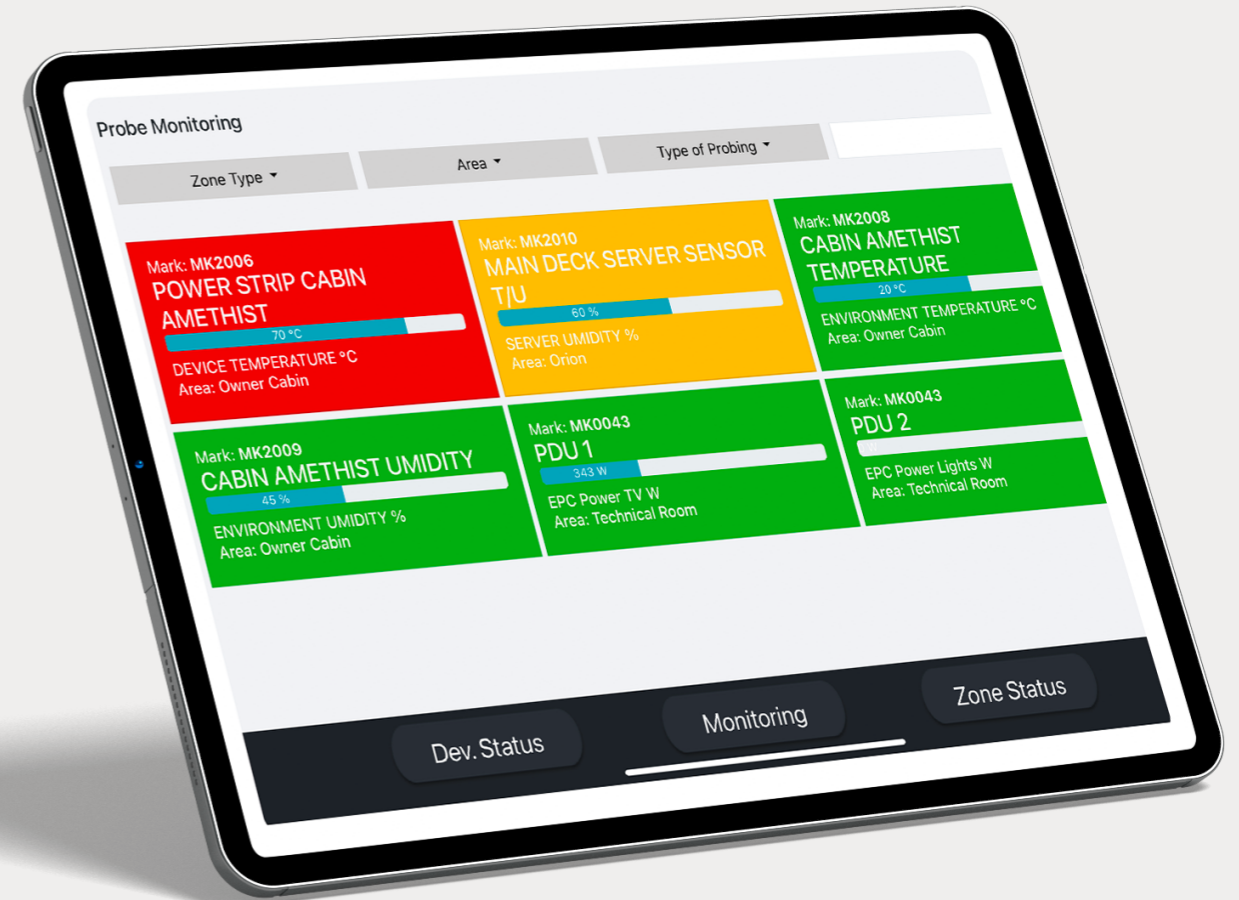 Probe Monitoring
Zone Type
Area
Type of Probing
Mark: MK2006
POWER STRIP CABIN
AMETHIST
70 °C
DEVICE TEMPERATURE °C
Area: Owner Cabin
Mark: MK2010
MAIN DECK SERVER SENSOR
T/U
60 %
SERVER UMIDITY %
Area: Orion
Mark: MK2008
CABIN AMETHIST
TEMPERATURE
20 °C
ENVIRONMENT TEMPERATURE °C
Area: Owner Cabin
Mark: MK2009
CABIN AMETHIST UMIDITY
45 %
ENVIRONMENT UMIDITY %
Area: Owner Cabin
Mark: MK0043
PDU 1
343 W
EPC Power TV W
Area: Technical Room
Mark: MK0043
PDU 2
EPC Power Lights W
Area: Technical Room
Dev. Status
Monitoring
Zone Status